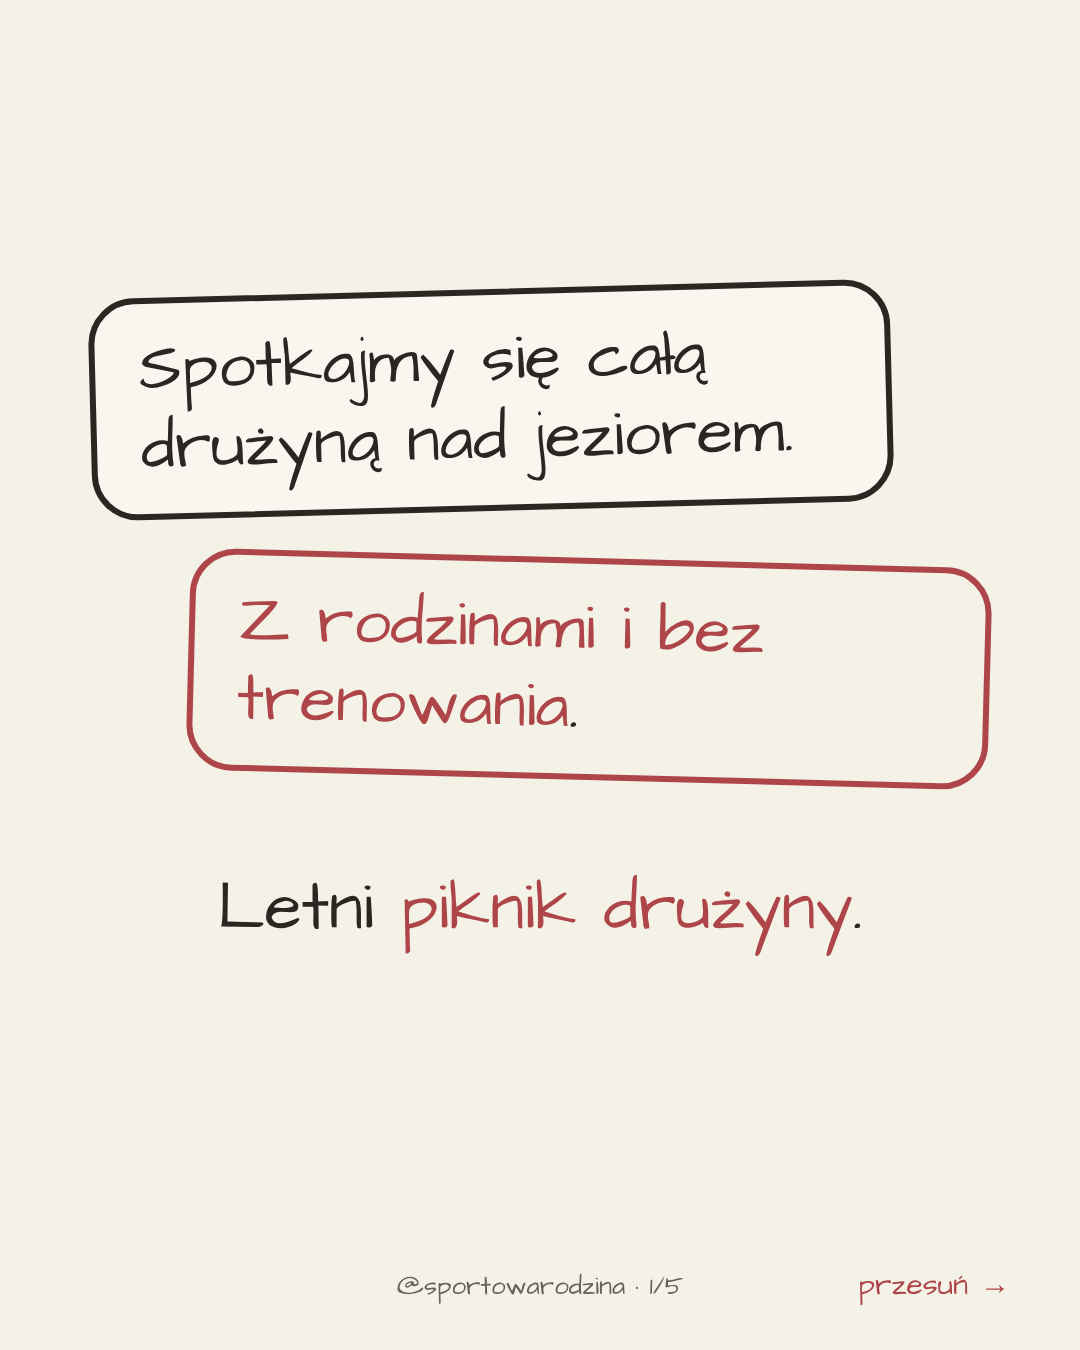 Spotkajmy się całą
drużyną nad jeziorem.
Z rodzinami i bez
trenowania.
Letni piknik drużyny.
@sportowarodzina · 1/5
przesuń →